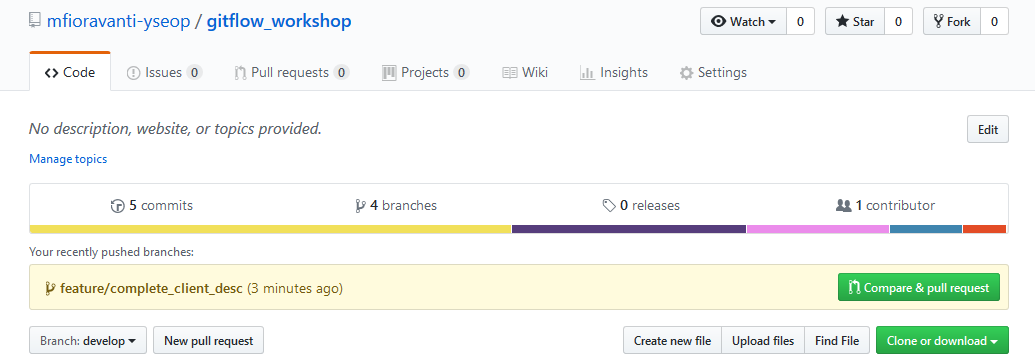 mfioravanti-yseop / gitflow_workshop
Watch 0 Star 0 Fork 0
Code Issues 0 Pull requests 0 Projects 0 Wiki Insights Settings
No description, website, or topics provided. Edit
Manage topics
5 commits 4 branches 0 releases 1 contributor
Your recently pushed branches:
feature/complete_client_desc (3 minutes ago) Compare & pull request
Branch: develop New pull request Create new file Upload files Find File Clone or download